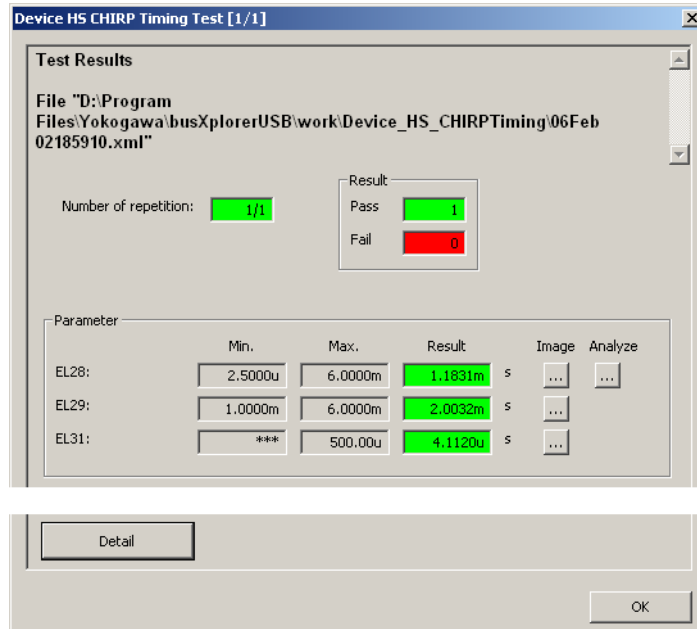 Device HS CHIRP Timing Test [1/1]
Test Results
File "D:\Program
Files\Yokogawa\busXplorerUSB\work\Device_HS_CHIRPTiming\06Feb
02185910.xml"
Number of repetition: 1/1
Result
Pass 1
Fail 0
Parameter
Min. Max. Result Image Analyze
EL28: 2.5000u 6.0000m 1.1831m s ... ...
EL29: 1.0000m 6.0000m 2.0032m s ...
EL31: *** 500.00u 4.1120u s ...
Detail
OK